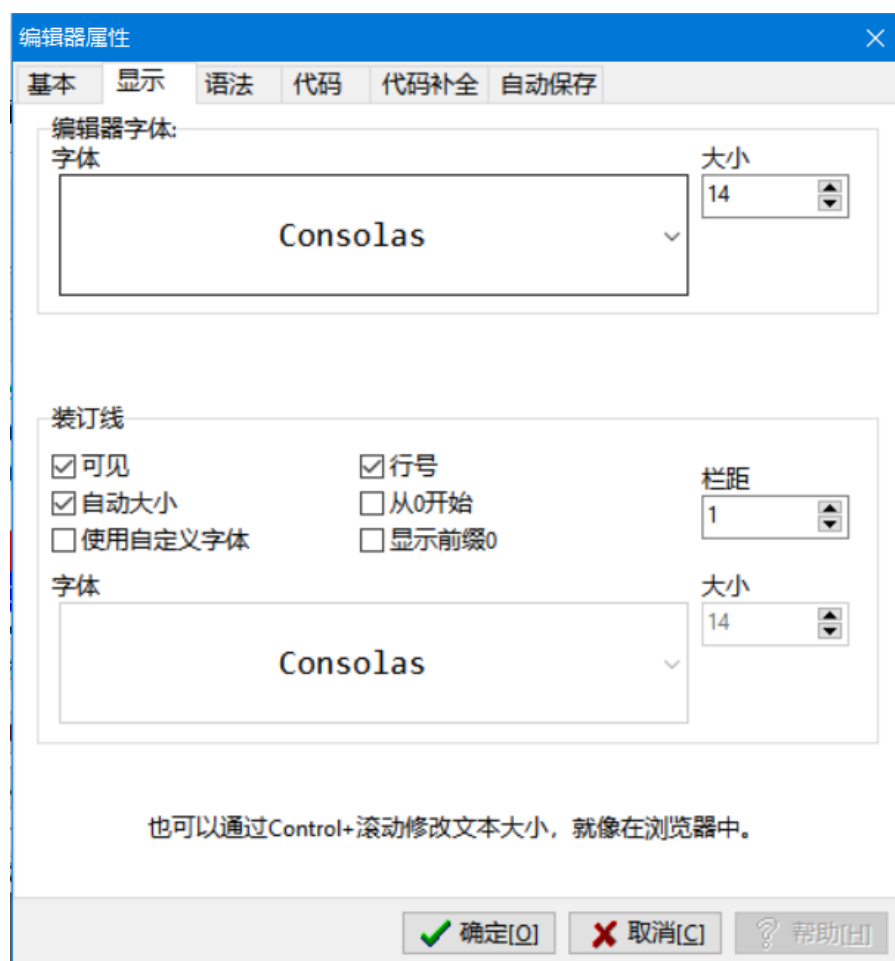 编辑器属性
基本 显示 语法 代码 代码补全 自动保存
编辑器字体:
字体 大小
Consolas 14
装订线
可见 行号
自动大小 从0开始 栏距
使用自定义字体 显示前缀0 1
字体 大小
Consolas 14
也可以通过Control+滚动修改文本大小，就像在浏览器中。
确定[O] 取消[C] 帮助[H]